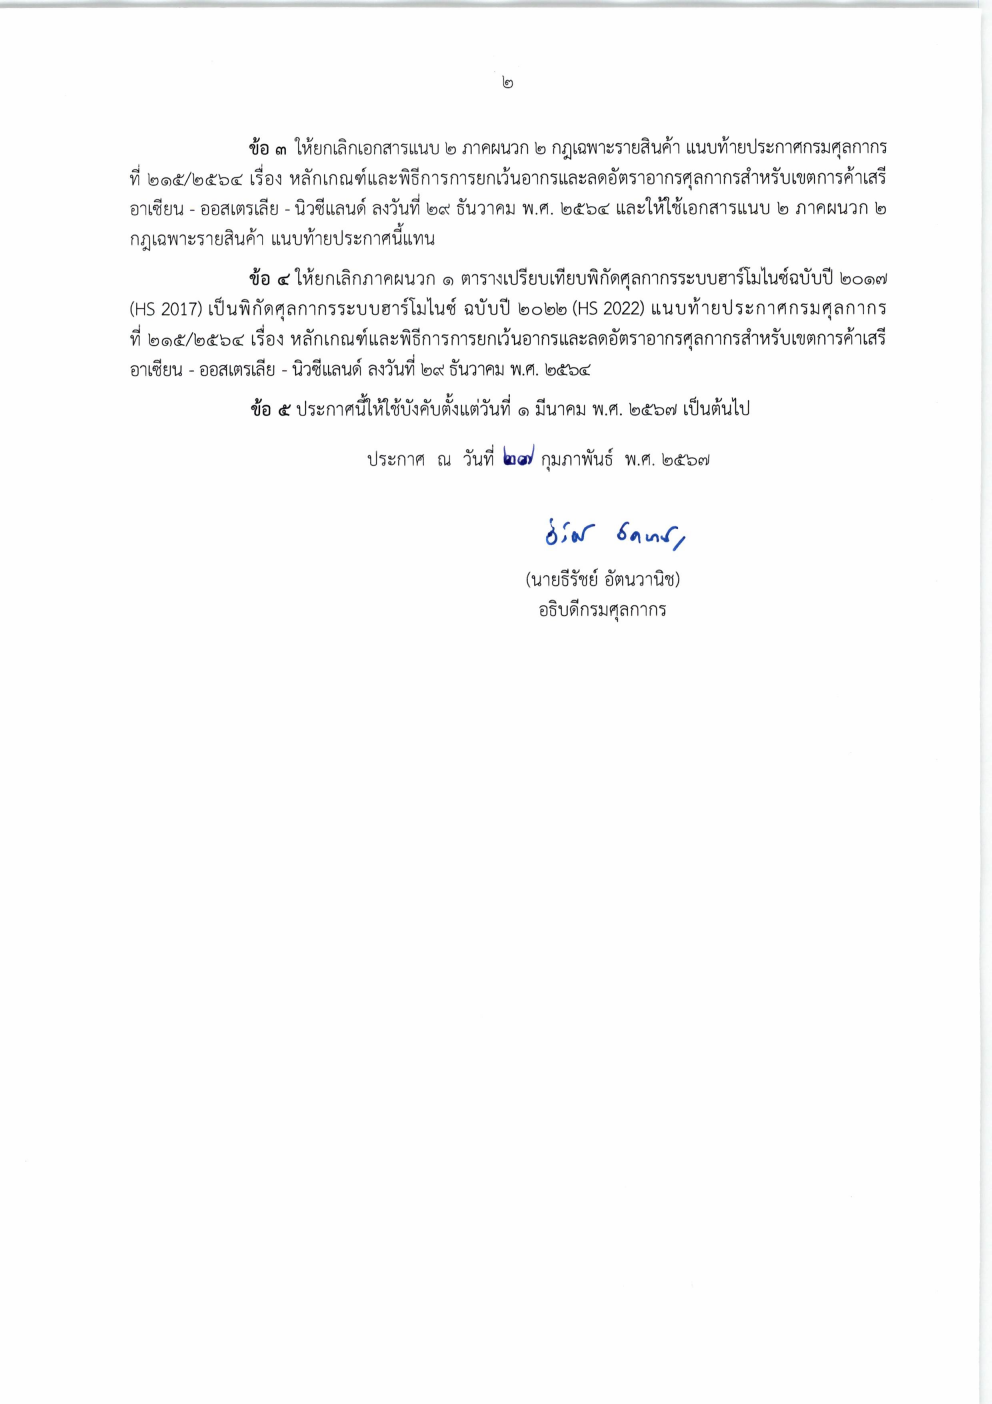 ๒
ข้อ ๓ ให้ยกเลิกเอกสารแนบ ๒ ภาคผนวก ๒ กฎเฉพาะรายสินค้า แนบท้ายประกาศกรมศุลกากร
ที่ ๒๑๕/๒๕๖๔ เรื่อง หลักเกณฑ์และพิธีการการยกเว้นอากรและลดอัตราอากรศุลกากรสำหรับเขตการค้าเสรี
อาเซียน - ออสเตรเลีย - นิวซีแลนด์ ลงวันที่ ๒๙ ธันวาคม พ.ศ. ๒๕๖๔ และให้ใช้เอกสารแนบ ๒ ภาคผนวก ๒
กฎเฉพาะรายสินค้า แนบท้ายประกาศนี้แทน
ข้อ ๔ ให้ยกเลิกภาคผนวก ๑ ตารางเปรียบเทียบพิกัดศุลกากรระบบฮาร์โมไนซ์ฉบับปี ๒๐๑๗
(HS 2017) เป็นพิกัดศุลกากรระบบฮาร์โมไนซ์ ฉบับปี ๒๐๒๒ (HS 2022) แนบท้ายประกาศกรมศุลกากร
ที่ ๒๑๕/๒๕๖๔ เรื่อง หลักเกณฑ์และพิธีการการยกเว้นอากรและลดอัตราอากรศุลกากรสำหรับเขตการค้าเสรี
อาเซียน - ออสเตรเลีย - นิวซีแลนด์ ลงวันที่ ๒๙ ธันวาคม พ.ศ. ๒๕๖๔
ข้อ ๕ ประกาศนี้ให้ใช้บังคับตั้งแต่วันที่ ๑ มีนาคม พ.ศ. ๒๕๖๗ เป็นต้นไป
ประกาศ ณ วันที่ ๒๗ กุมภาพันธ์ พ.ศ. ๒๕๖๗
(นายธีรัชย์ อัตนวานิช)
อธิบดีกรมศุลกากร